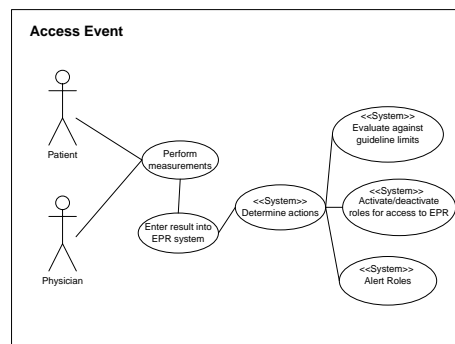 Access Event
Patient
Physician
Perform
measurements
Enter result into
EPR system
<<System>>
Determine actions
<<System>>
Evaluate against
guideline limits
<<System>>
Activate/deactivate
roles for access to EPR
<<System>>
Alert Roles